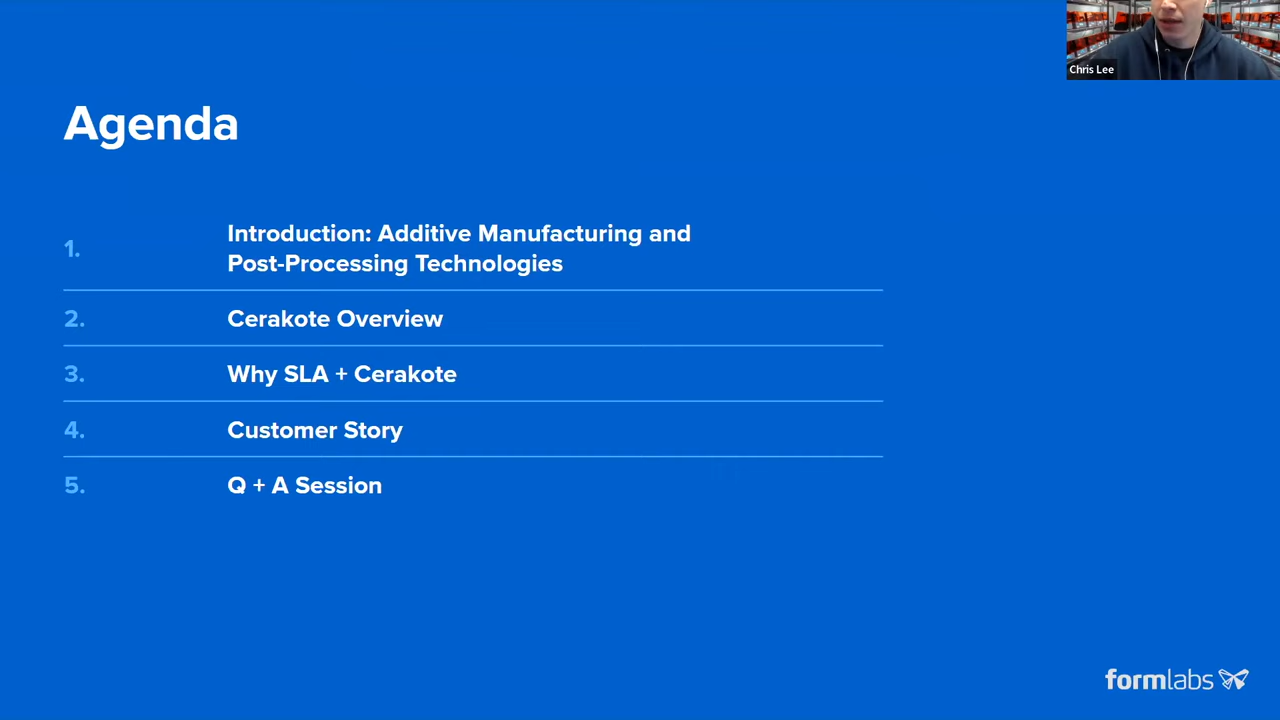 Chris Lee
Agenda
1. Introduction: Additive Manufacturing and
Post-Processing Technologies
2. Cerakote Overview
3. Why SLA + Cerakote
4. Customer Story
5. Q + A Session
formlabs